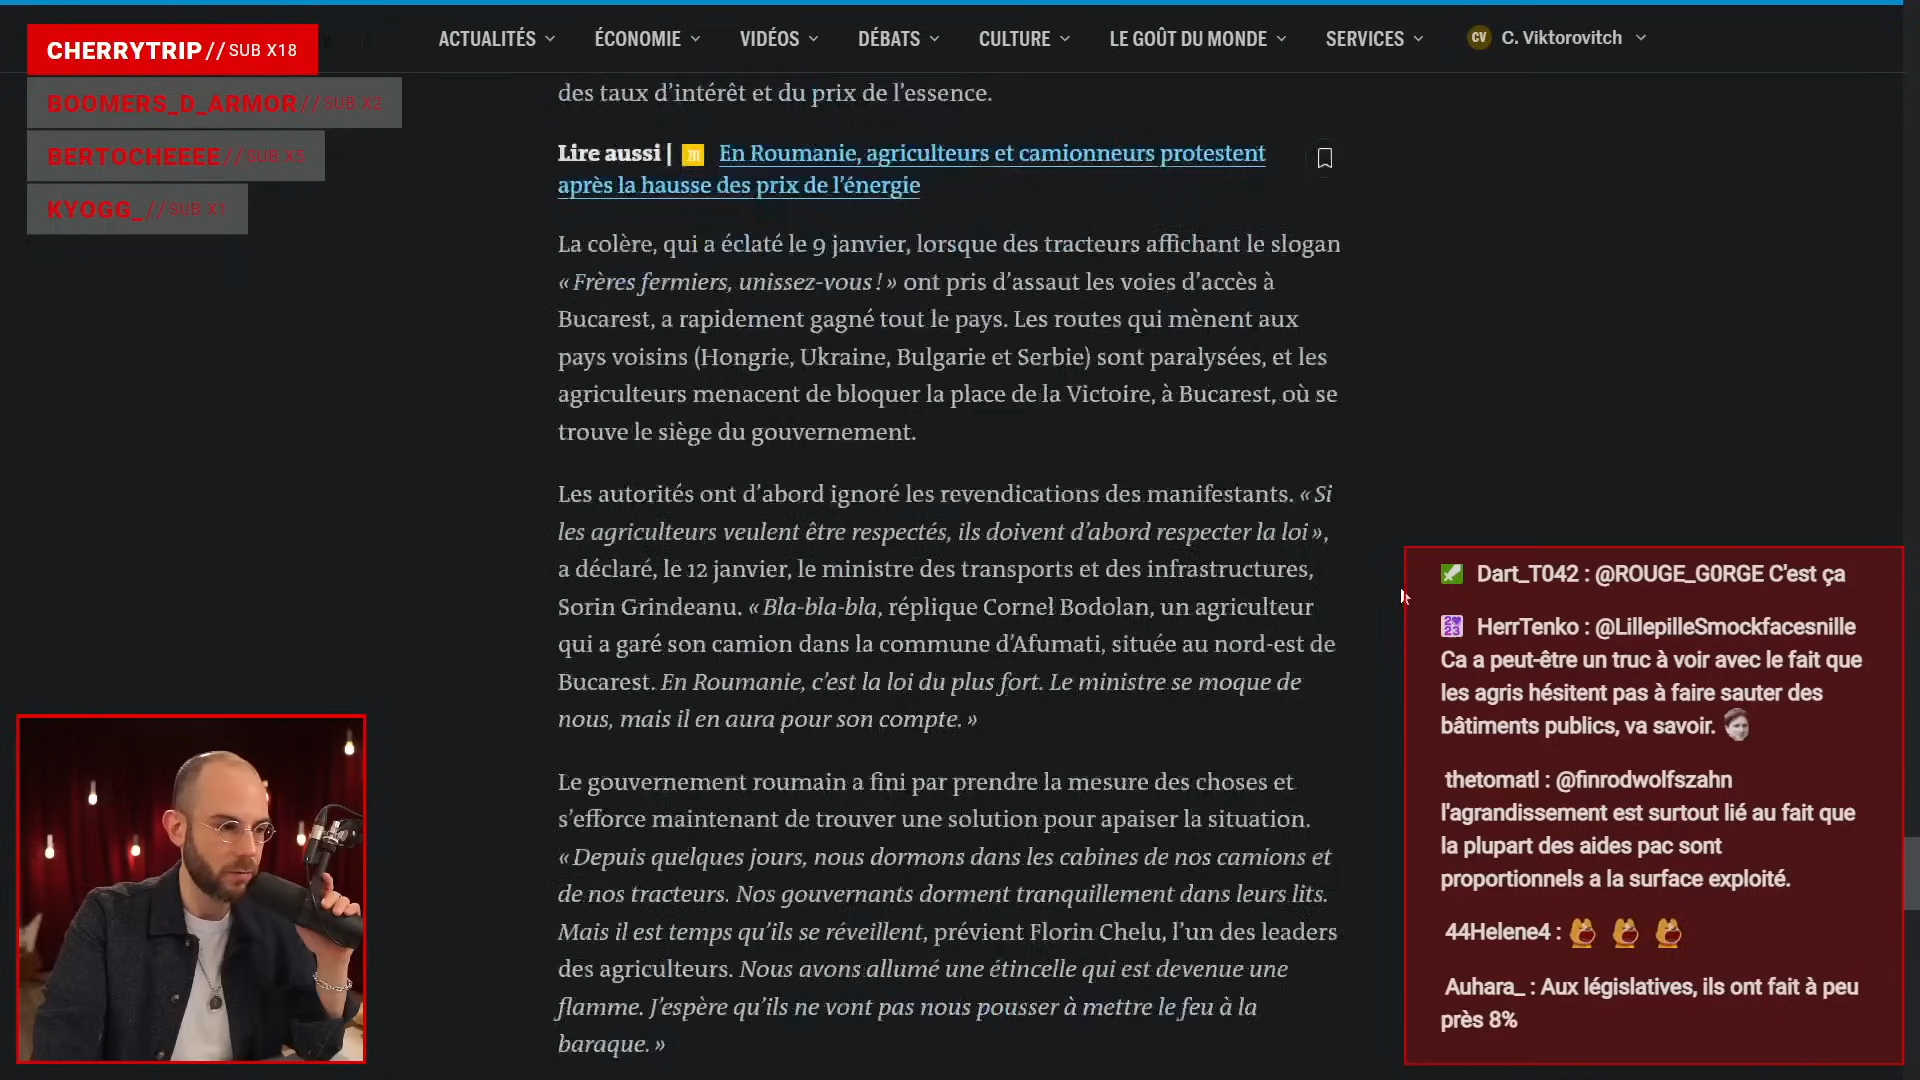 CHERRYTRIP // SUB X18
BOOMERS_D_ARMOR // SUB X2
BERTOCHEEEE // SUB X5
KYOGG_ // SUB X1
ACTUALITÉS ÉCONOMIE VIDÉOS DÉBATS CULTURE LE GOÛT DU MONDE SERVICES CV C. Viktorovitch
des taux d’intérêt et du prix de l’essence.
Lire aussi | m En Roumanie, agriculteurs et camionneurs protestent
après la hausse des prix de l’énergie
La colère, qui a éclaté le 9 janvier, lorsque des tracteurs affichant le slogan
« Frères fermiers, unissez-vous ! » ont pris d’assaut les voies d’accès à
Bucarest, a rapidement gagné tout le pays. Les routes qui mènent aux
pays voisins (Hongrie, Ukraine, Bulgarie et Serbie) sont paralysées, et les
agriculteurs menacent de bloquer la place de la Victoire, à Bucarest, où se
trouve le siège du gouvernement.
Les autorités ont d’abord ignoré les revendications des manifestants. « Si
les agriculteurs veulent être respectés, ils doivent d’abord respecter la loi »,
a déclaré, le 12 janvier, le ministre des transports et des infrastructures,
Sorin Grindeanu. « Bla-bla-bla, réplique Cornel Bodolan, un agriculteur
qui a garé son camion dans la commune d’Afumati, située au nord-est de
Bucarest. En Roumanie, c’est la loi du plus fort. Le ministre se moque de
nous, mais il en aura pour son compte. »
Le gouvernement roumain a fini par prendre la mesure des choses et
s’efforce maintenant de trouver une solution pour apaiser la situation.
« Depuis quelques jours, nous dormons dans les cabines de nos camions et
de nos tracteurs. Nos gouvernants dorment tranquillement dans leurs lits.
Mais il est temps qu’ils se réveillent, prévient Florin Chelu, l’un des leaders
des agriculteurs. Nous avons allumé une étincelle qui est devenue une
flamme. J’espère qu’ils ne vont pas nous pousser à mettre le feu à la
baraque. »
Dart_T042 : @ROUGE_G0RGE C'est ça
2023 HerrTenko : @LillepilleSmockfacesnille
Ca a peut-être un truc à voir avec le fait que
les agris hésitent pas à faire sauter des
bâtiments publics, va savoir.
thetomatl : @finrodwolfszahn
l'agrandissement est surtout lié au fait que
la plupart des aides pac sont
proportionnels a la surface exploité.
44Helene4 :
Auhara_ : Aux législatives, ils ont fait à peu
près 8%